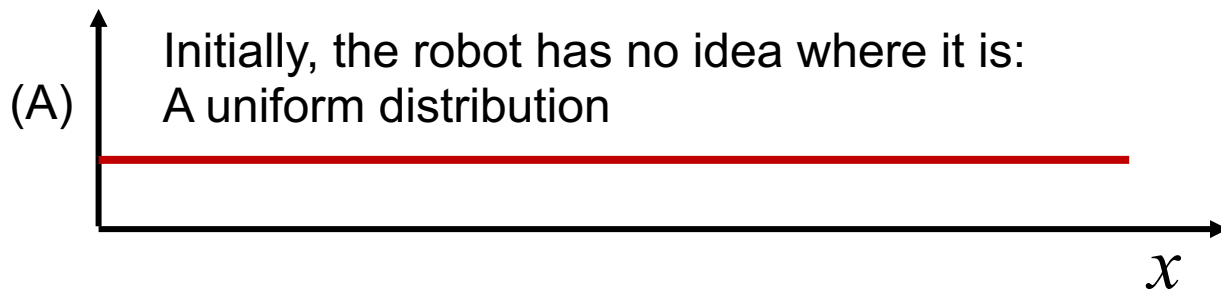 Initially, the robot has no idea where it is:
(A) A uniform distribution
x